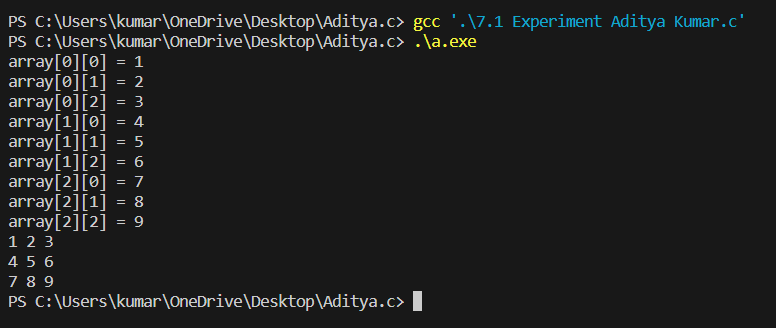 PS C:\Users\kumar\OneDrive\Desktop\Aditya.c> gcc '.\7.1 Experiment Aditya Kumar.c'
PS C:\Users\kumar\OneDrive\Desktop\Aditya.c> .\a.exe
array[0][0] = 1
array[0][1] = 2
array[0][2] = 3
array[1][0] = 4
array[1][1] = 5
array[1][2] = 6
array[2][0] = 7
array[2][1] = 8
array[2][2] = 9
1 2 3
4 5 6
7 8 9
PS C:\Users\kumar\OneDrive\Desktop\Aditya.c>